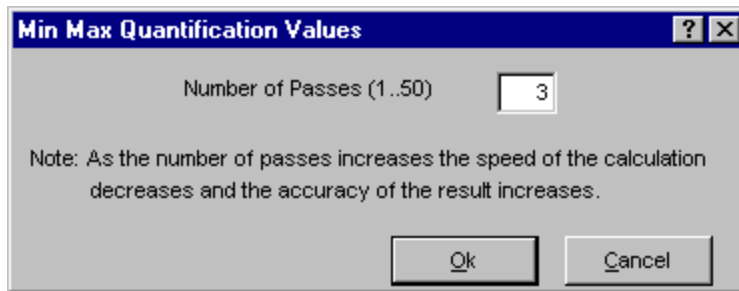 Min Max Quantification Values
Number of Passes (1..50) 3
Note: As the number of passes increases the speed of the calculation
decreases and the accuracy of the result increases.
Ok Cancel